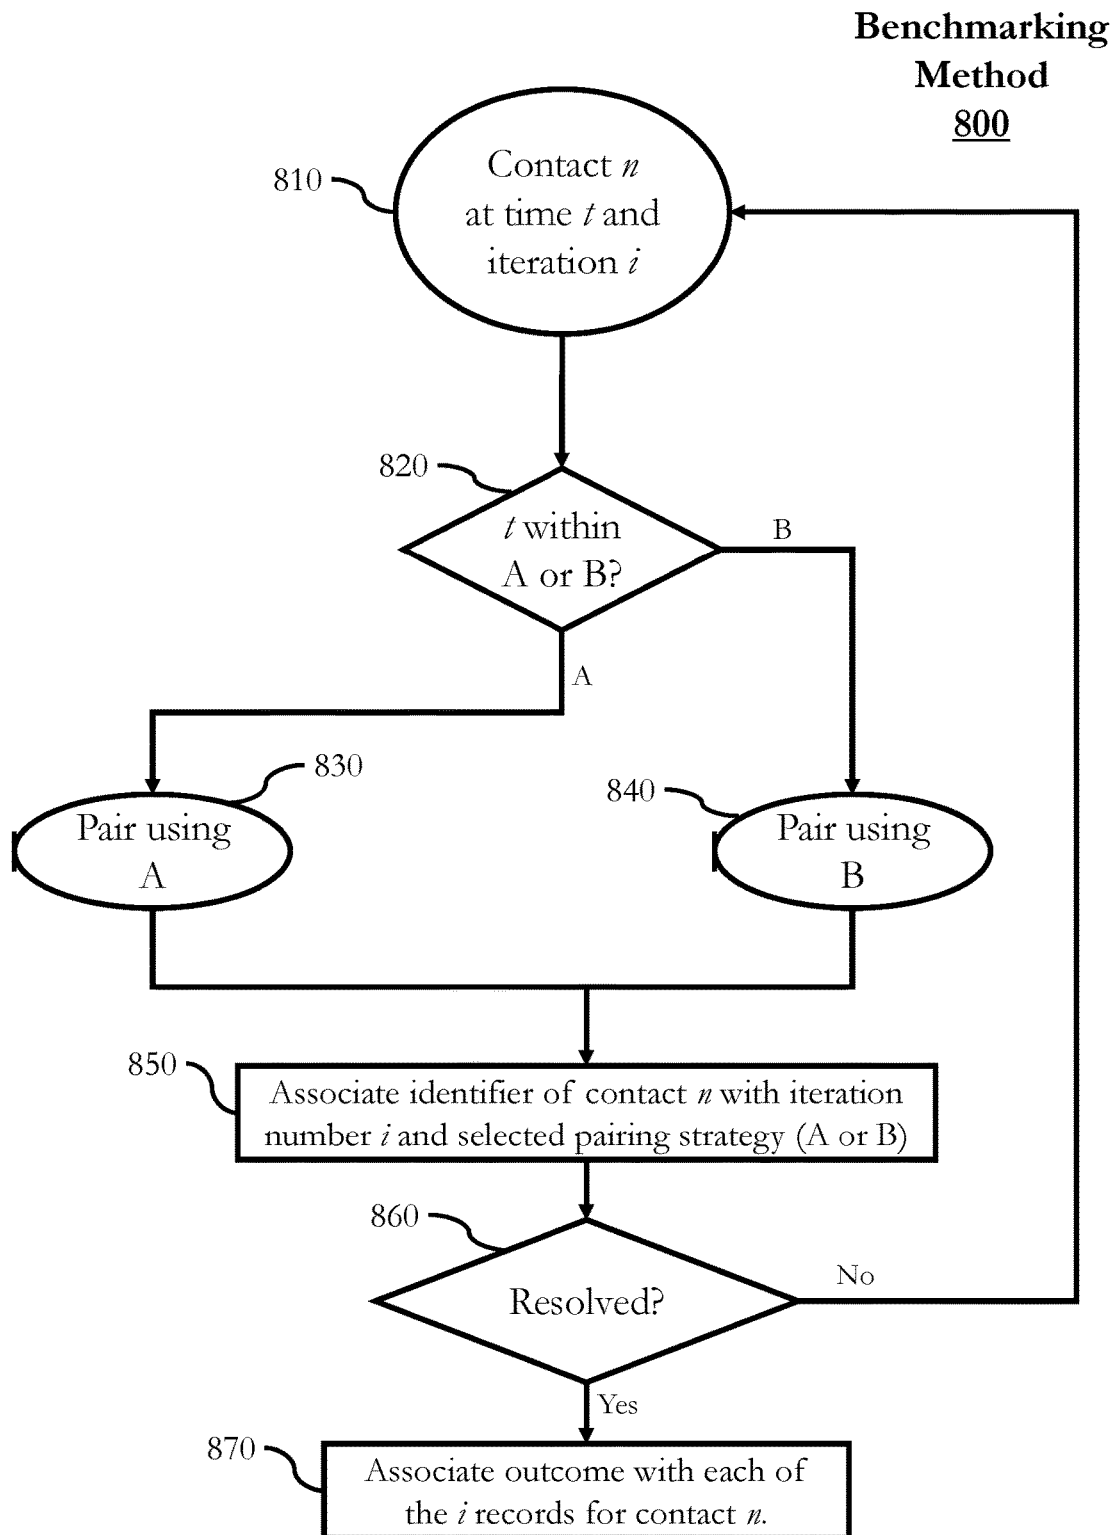 Benchmarking
Method
800
810
Contact n
at time t and
iteration i
820
t within
A or B?
B
A
830
Pair using
A
840
Pair using
B
850
Associate identifier of contact n with iteration
number i and selected pairing strategy (A or B)
860
Resolved?
No
Yes
870
Associate outcome with each of
the i records for contact n.